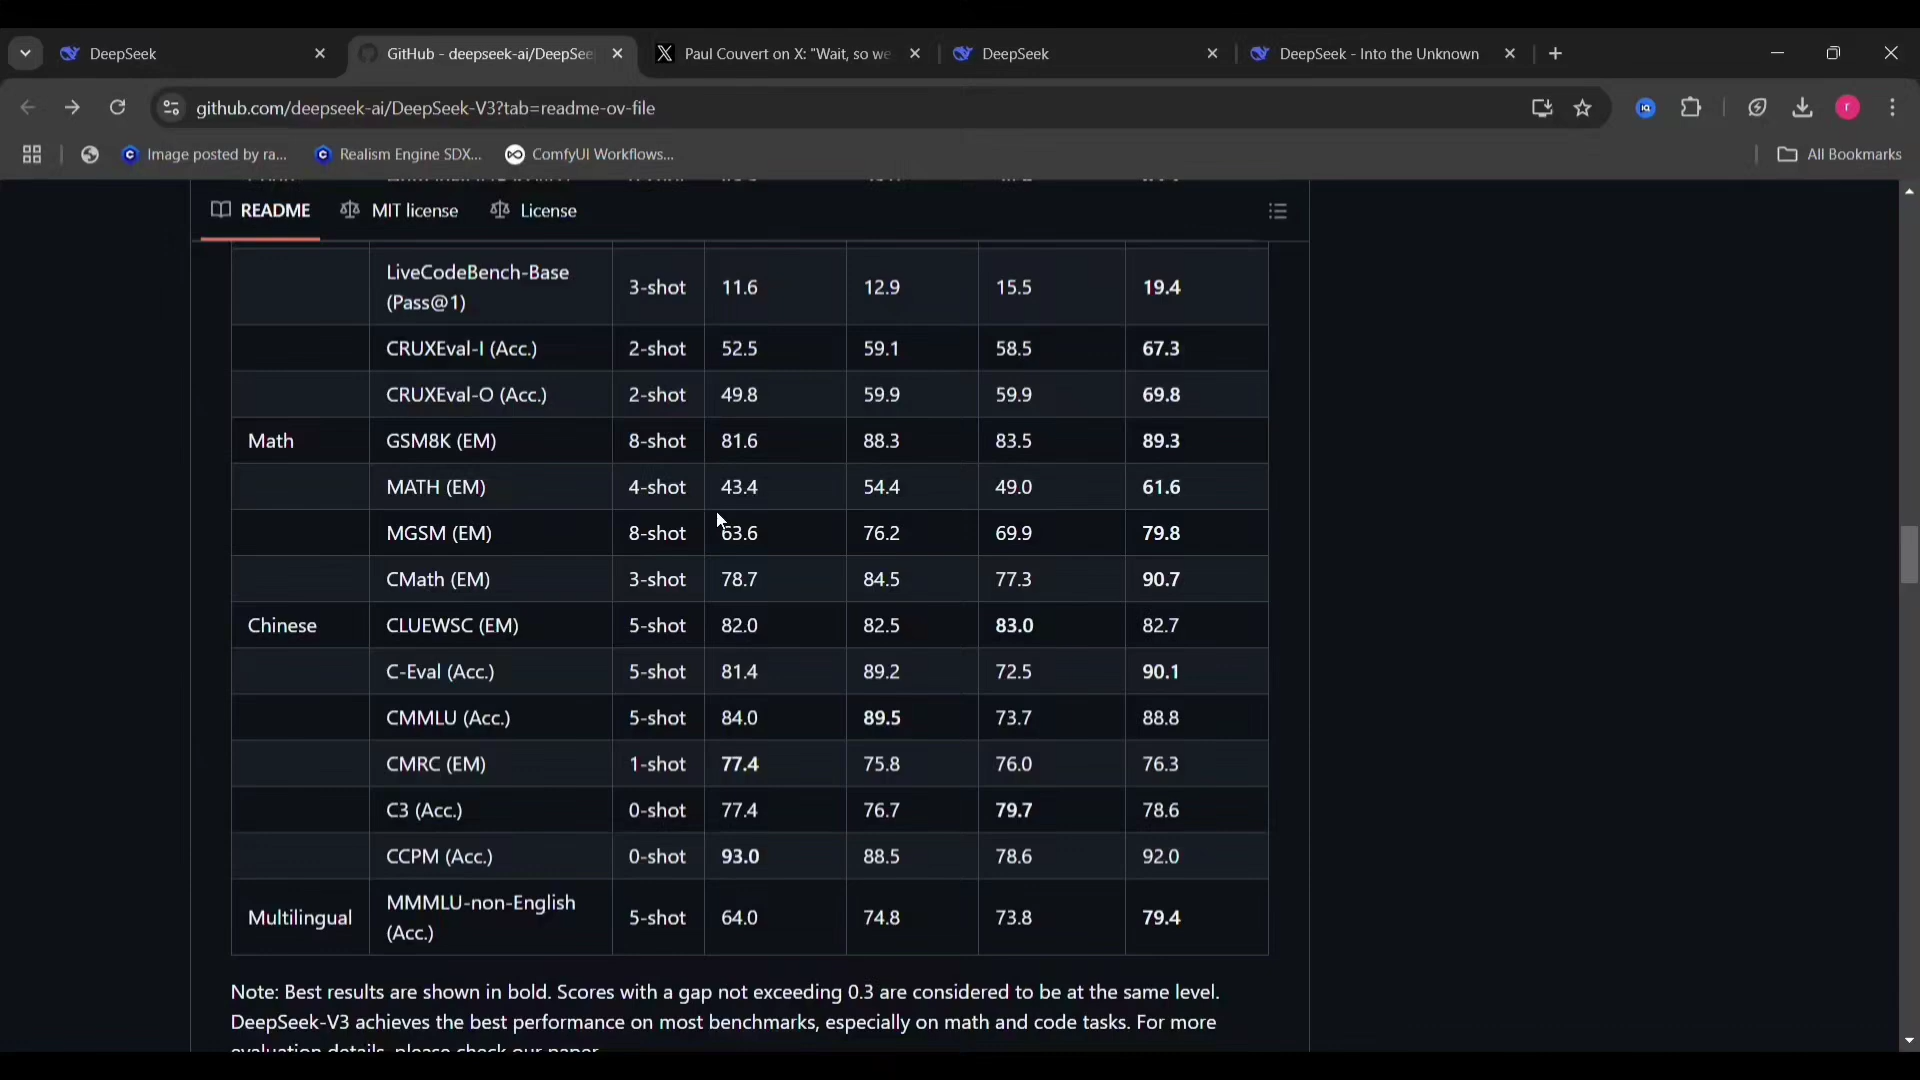 DeepSeek
GitHub - deepseek-ai/DeepSee
Paul Couvert on X: "Wait, so we
DeepSeek
DeepSeek - Into the Unknown
github.com/deepseek-ai/DeepSeek-V3?tab=readme-ov-file
r
Image posted by ra...
Realism Engine SDX...
ComfyUI Workflows...
All Bookmarks
README
MIT license
License
LiveCodeBench-Base
(Pass@1) 3-shot 11.6 12.9 15.5 19.4
CRUXEval-I (Acc.) 2-shot 52.5 59.1 58.5 67.3
CRUXEval-O (Acc.) 2-shot 49.8 59.9 59.9 69.8
Math GSM8K (EM) 8-shot 81.6 88.3 83.5 89.3
MATH (EM) 4-shot 43.4 54.4 49.0 61.6
MGSM (EM) 8-shot 63.6 76.2 69.9 79.8
CMath (EM) 3-shot 78.7 84.5 77.3 90.7
Chinese CLUEWSC (EM) 5-shot 82.0 82.5 83.0 82.7
C-Eval (Acc.) 5-shot 81.4 89.2 72.5 90.1
CMMLU (Acc.) 5-shot 84.0 89.5 73.7 88.8
CMRC (EM) 1-shot 77.4 75.8 76.0 76.3
C3 (Acc.) 0-shot 77.4 76.7 79.7 78.6
CCPM (Acc.) 0-shot 93.0 88.5 78.6 92.0
Multilingual MMMLU-non-English
(Acc.) 5-shot 64.0 74.8 73.8 79.4
Note: Best results are shown in bold. Scores with a gap not exceeding 0.3 are considered to be at the same level.
DeepSeek-V3 achieves the best performance on most benchmarks, especially on math and code tasks. For more
evaluation details, please check our paper.